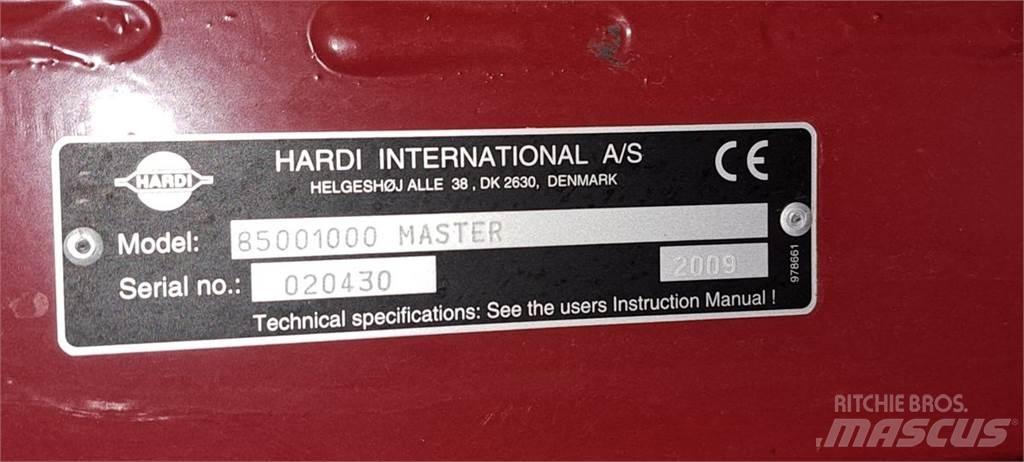 HARDI
HARDI INTERNATIONAL A/S
HELGESHØJ ALLE 38, DK 2630, DENMARK
CE
Model: 85001000 MASTER
Serial no.: 020430
2009
978661
Technical specifications: See the users Instruction Manual !
RITCHIE BROS.
MASCUS